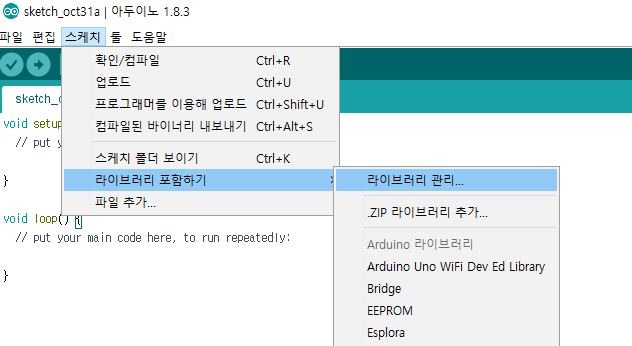 sketch_oct31a | 아두이노 1.8.3
파일 편집 스케치 툴 도움말
확인/컴파일 Ctrl+R
업로드 Ctrl+U
프로그래머를 이용해 업로드 Ctrl+Shift+U
컴파일된 바이너리 내보내기 Ctrl+Alt+S
스케치 폴더 보이기 Ctrl+K
라이브러리 포함하기
파일 추가...
라이브러리 관리...
.ZIP 라이브러리 추가...
Arduino 라이브러리
Arduino Uno WiFi Dev Ed Library
Bridge
EEPROM
Esplora
sketch_o
void setup
// put y
}
void loop() {
// put your main code here, to run repeatedly:
}